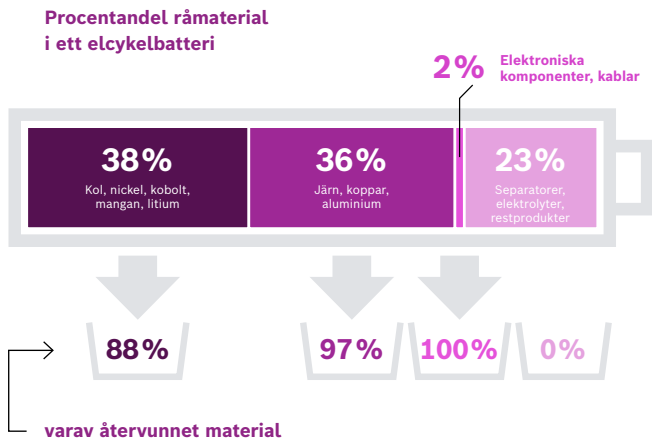 Procentandel råmaterial
i ett elcykelbatteri
2% Elektroniska
komponenter, kablar
38%
Kol, nickel, kobolt,
mangan, litium
36%
Järn, koppar,
aluminium
23%
Separatorer,
elektrolyter,
restprodukter
88%
97%
100%
0%
varav återvunnet material